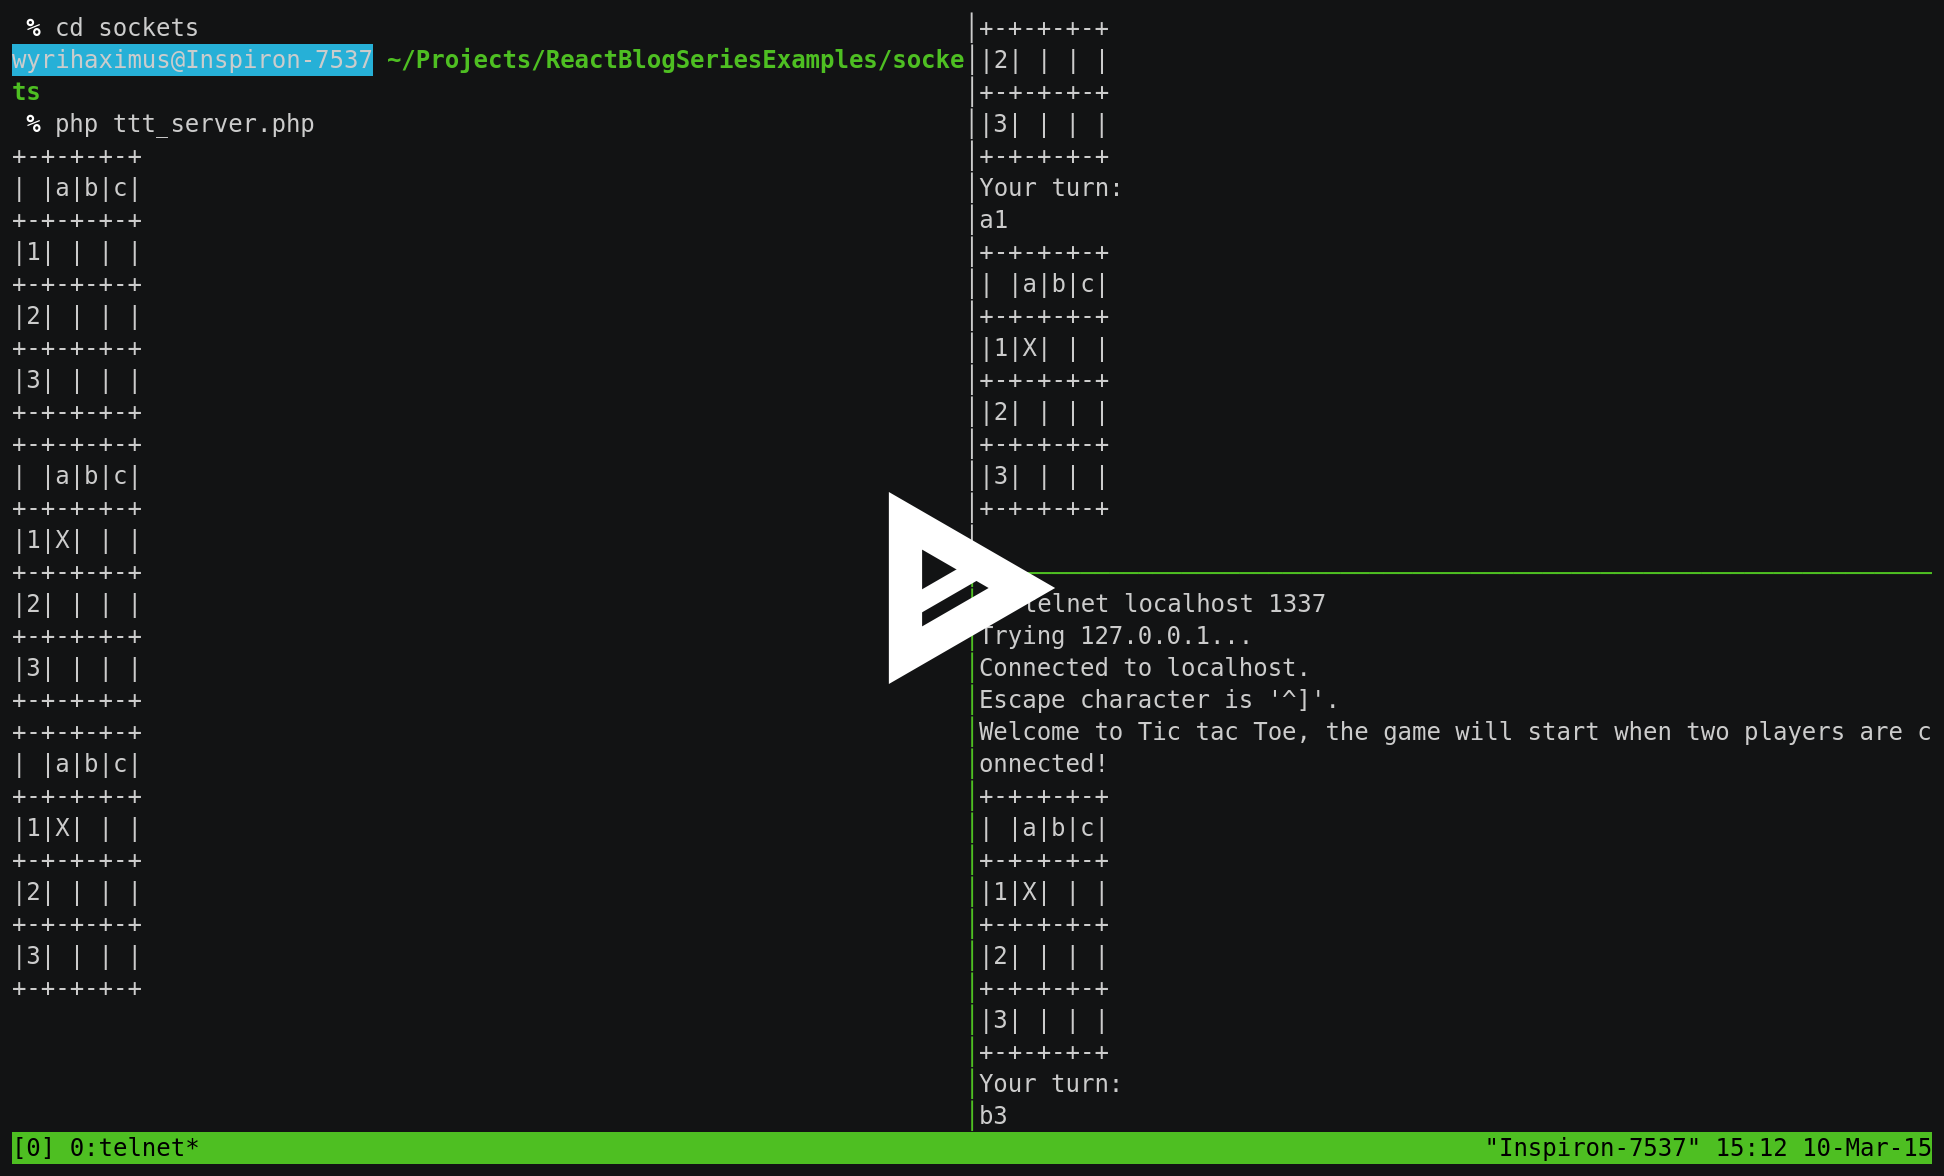 % cd sockets
wyrihaximus@Inspiron-7537 ~/Projects/ReactBlogSeriesExamples/socke
ts
% php ttt_server.php
+-+-+-+-+
| |a|b|c|
+-+-+-+-+
|1| | | |
+-+-+-+-+
|2| | | |
+-+-+-+-+
|3| | | |
+-+-+-+-+
+-+-+-+-+
| |a|b|c|
+-+-+-+-+
|1|X| | |
+-+-+-+-+
|2| | | |
+-+-+-+-+
|3| | | |
+-+-+-+-+
+-+-+-+-+
| |a|b|c|
+-+-+-+-+
|1|X| | |
+-+-+-+-+
|2| | | |
+-+-+-+-+
|3| | | |
+-+-+-+-+
+-+-+-+-+
|2| | | |
+-+-+-+-+
|3| | | |
+-+-+-+-+
Your turn:
a1
+-+-+-+-+
| |a|b|c|
+-+-+-+-+
|1|X| | |
+-+-+-+-+
|2| | | |
+-+-+-+-+
|3| | | |
+-+-+-+-+
telnet localhost 1337
Trying 127.0.0.1...
Connected to localhost.
Escape character is '^]'.
Welcome to Tic tac Toe, the game will start when two players are c
onnected!
+-+-+-+-+
| |a|b|c|
+-+-+-+-+
|1|X| | |
+-+-+-+-+
|2| | | |
+-+-+-+-+
|3| | | |
+-+-+-+-+
Your turn:
b3
[0] 0:telnet* "Inspiron-7537" 15:12 10-Mar-15